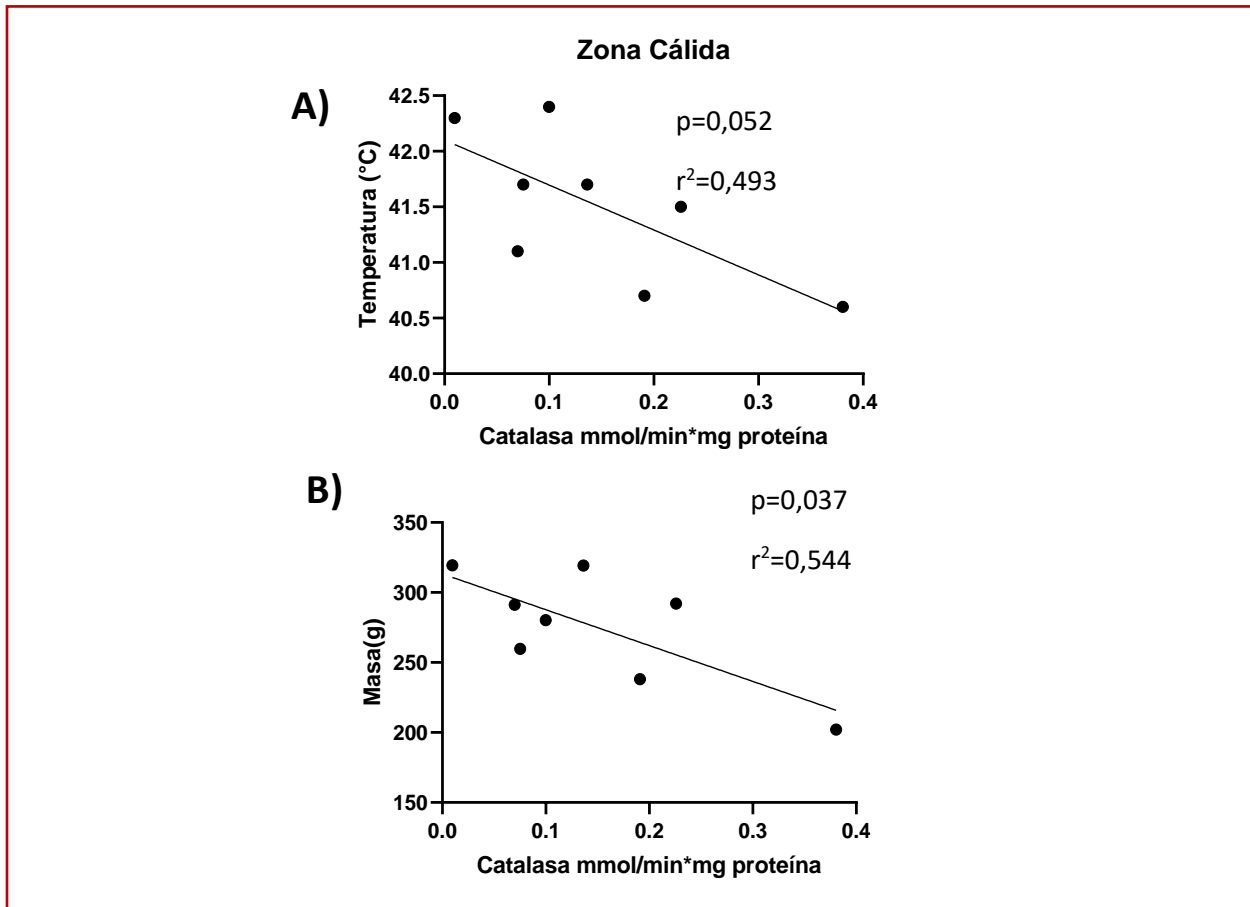 Zona Cálida
A)
p=0,052
r²=0,493
Temperatura (°C)
42.5
42.0
41.5
41.0
40.5
40.0
0.0 0.1 0.2 0.3 0.4
Catalasa mmol/min*mg proteína
B)
p=0,037
r²=0,544
Masa(g)
350
300
250
200
150
0.0 0.1 0.2 0.3 0.4
Catalasa mmol/min*mg proteína